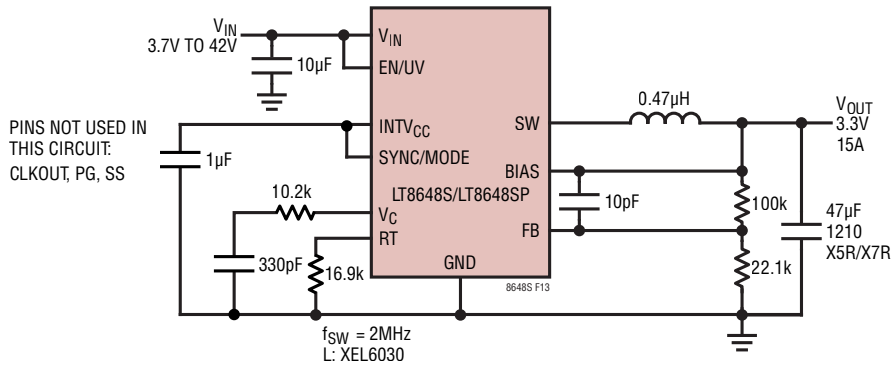 VIN
3.7V TO 42V
10µF
VIN
EN/UV
PINS NOT USED IN
THIS CIRCUIT:
CLKOUT, PG, SS
1µF
INTVCC
SYNC/MODE
10.2k
330pF
16.9k
VC
RT
LT8648S/LT8648SP
GND
SW
BIAS
FB
0.47µH
10pF
100k
22.1k
VOUT
3.3V
15A
47µF
1210
X5R/X7R
8648S F13
fSW = 2MHz
L: XEL6030